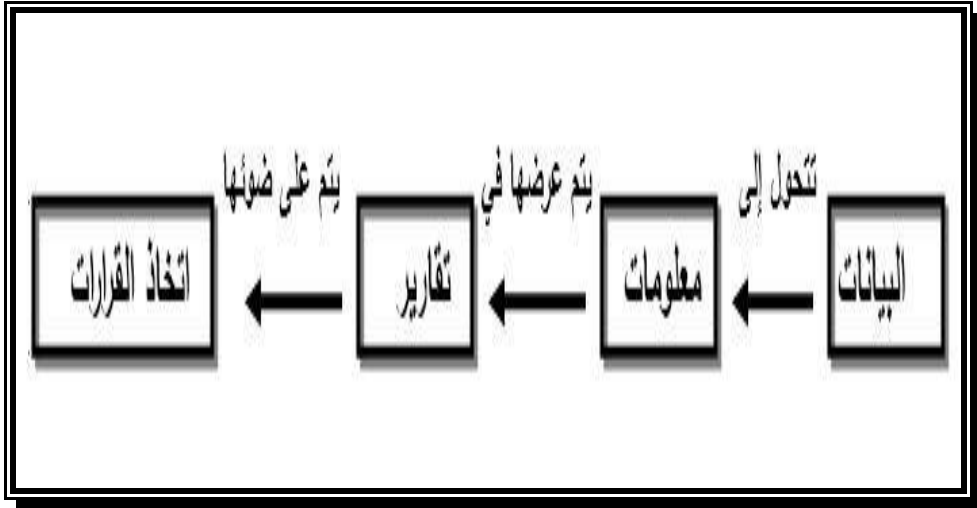 تتحول إلى
يتم عرضها في
يتم على ضوئها
البيانات
معلومات
تقارير
اتخاذ القرارات